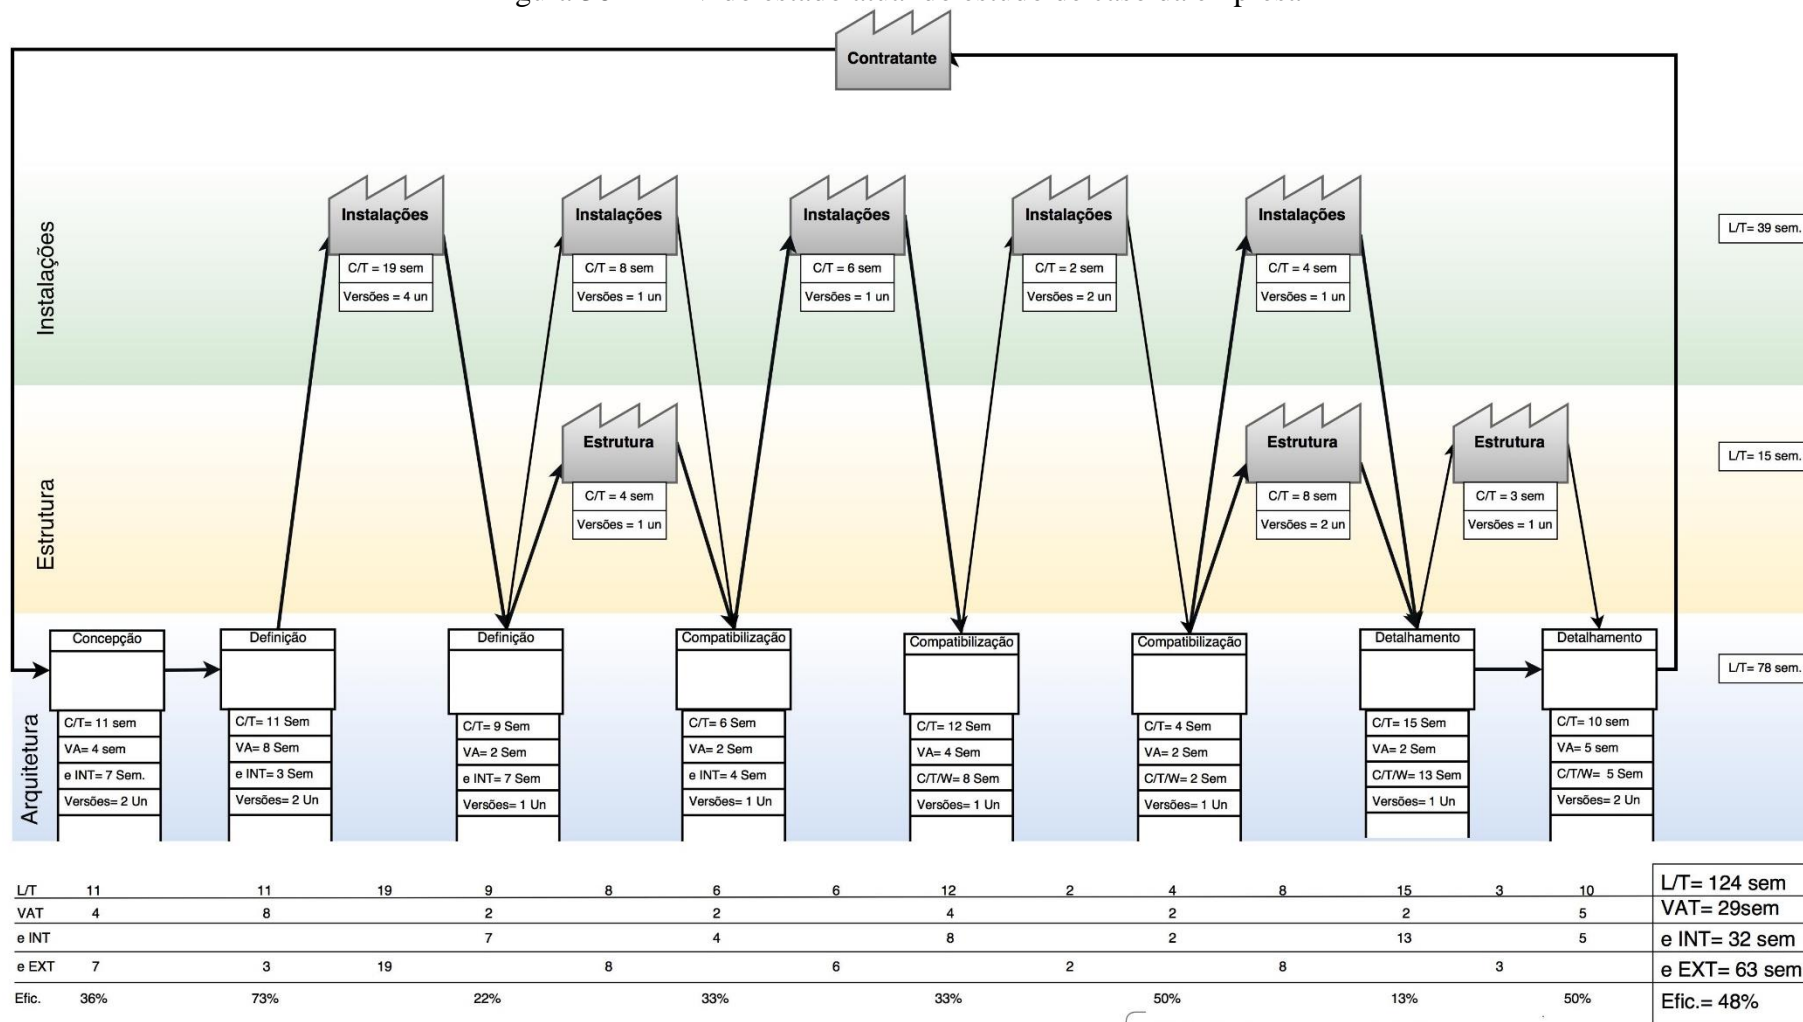 Contratante
Instalações
Instalações
Instalações
Instalações
Instalações
Instalações
C/T = 19 sem
Versões = 4 un
C/T = 8 sem
Versões = 1 un
C/T = 6 sem
Versões = 1 un
C/T = 2 sem
Versões = 2 un
C/T = 4 sem
Versões = 1 un
L/T= 39 sem.
Estrutura
Estrutura
Estrutura
Estrutura
C/T = 4 sem
Versões = 1 un
C/T = 8 sem
Versões = 2 un
C/T = 3 sem
Versões = 1 un
L/T= 15 sem.
Arquitetura
Concepção
C/T= 11 sem
VA= 4 sem
e INT= 7 Sem.
Versões= 2 Un
Definição
C/T= 11 Sem
VA= 8 Sem
e INT= 3 Sem
Versões= 2 Un
Definição
C/T= 9 Sem
VA= 2 Sem
e INT= 7 Sem
Versões= 1 Un
Compatibilização
C/T= 6 Sem
VA= 2 Sem
e INT= 4 Sem
Versões= 1 Un
Compatibilização
C/T= 12 Sem
VA= 4 Sem
C/T/W= 8 Sem
Versões= 1 Un
Compatibilização
C/T= 4 Sem
VA= 2 Sem
C/T/W= 2 Sem
Versões= 1 Un
Detalhamento
C/T= 15 Sem
VA= 2 Sem
C/T/W= 13 Sem
Versões= 1 Un
Detalhamento
C/T= 10 sem
VA= 5 sem
C/T/W= 5 Sem
Versões= 2 Un
L/T= 78 sem.
L/T 11 11 19 9 8 6 6 12 2 4 8 15 3 10 L/T= 124 sem
VAT 4 8 2 2 4 2 2 5 VAT= 29sem
e INT 7 4 8 2 13 5 e INT= 32 sem
e EXT 7 3 19 8 6 2 8 3 e EXT= 63 sem
Efic. 36% 73% 22% 33% 33% 50% 13% 50% Efic.= 48%